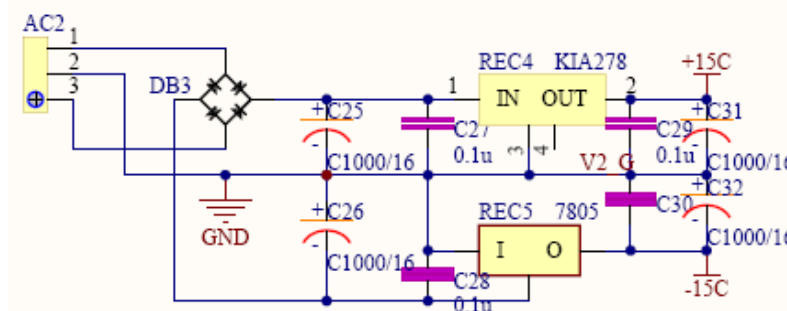 AC2
1
2
3
DB3
+
C25
-
C1000/16
GND
+
C26
-
C1000/16
REC4 KIA278
1
IN OUT
2
3
4
C27
0.1u
C29
0.1u
V2_G
+15C
+
C31
-
C1000/16
REC5 7805
I O
C28
0.1u
C30
+
C32
-
C1000/16
-15C